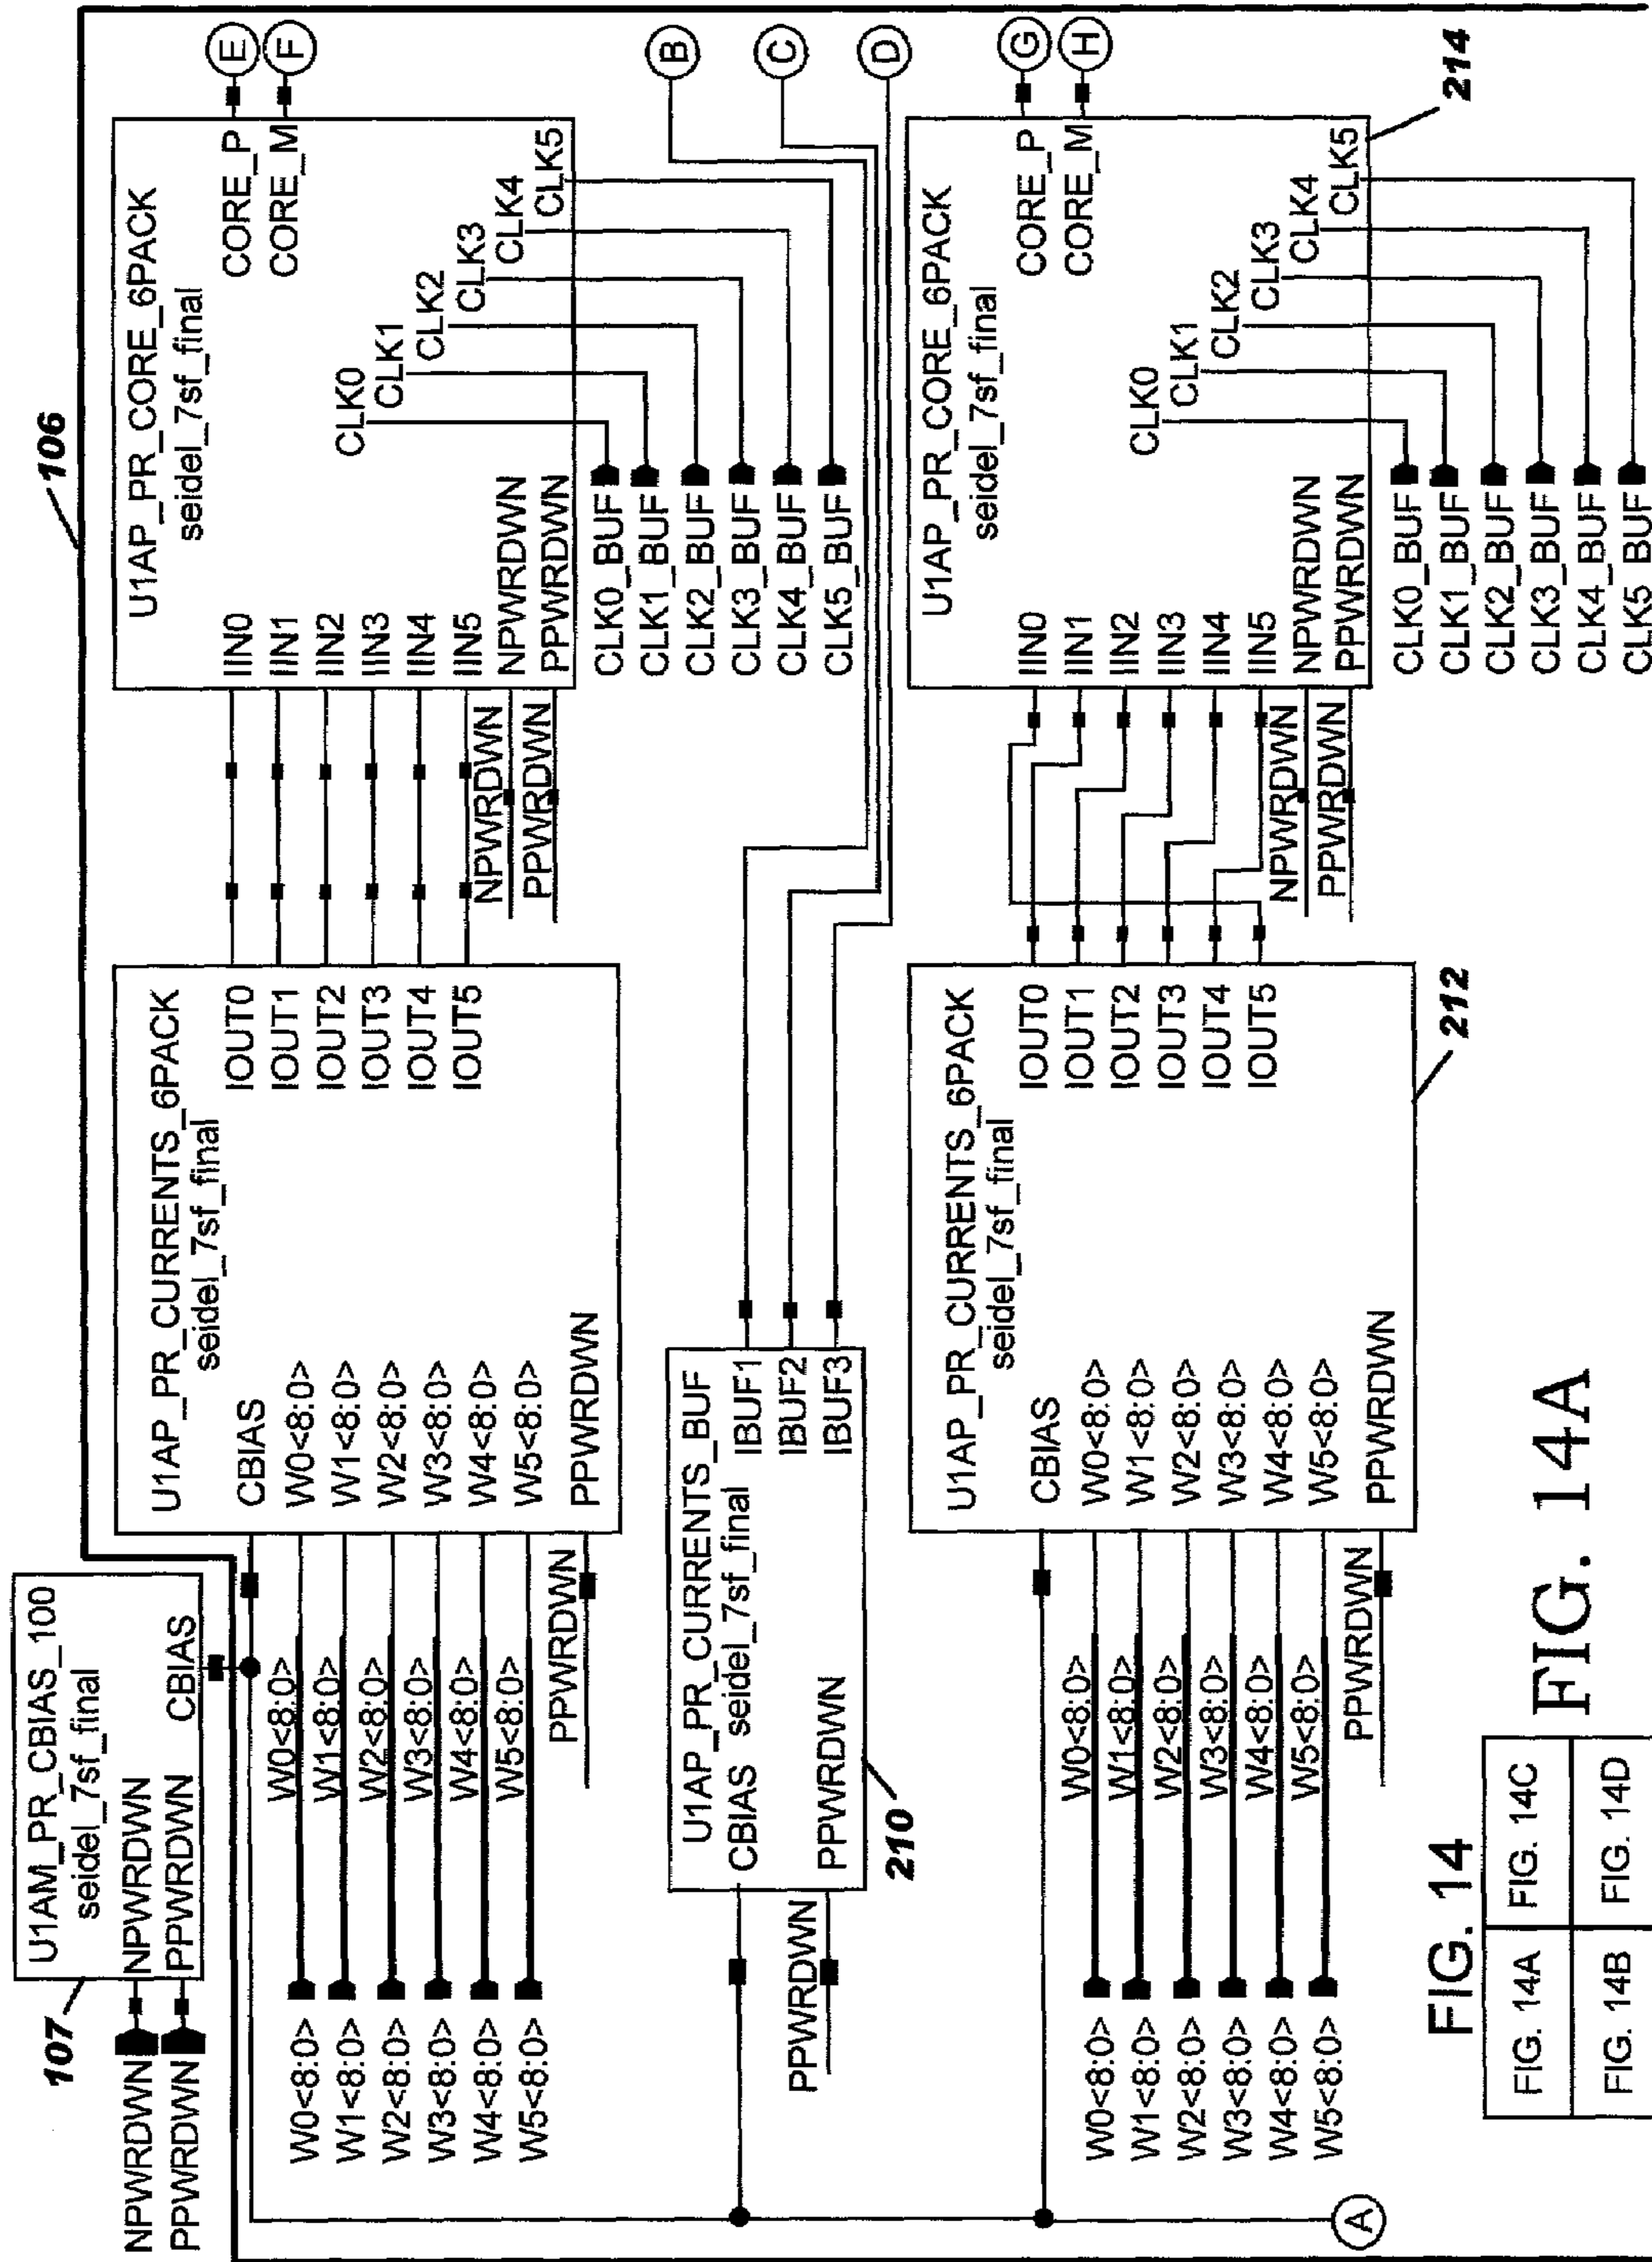 106
107
U1AM_PR_CBIAS_100
seidel_7sf_final
NPWRDWN
PPWRDWN
CBIAS
NPWRDWN
PPWRDWN
W0<8:0>
W1<8:0>
W2<8:0>
W3<8:0>
W4<8:0>
W5<8:0>
W0<8:0>
W1<8:0>
W2<8:0>
W3<8:0>
W4<8:0>
W5<8:0>
PPWRDWN
U1AP_PR_CURRENTS_6PACK
seidel_7sf_final
CBIAS
W0<8:0>
W1<8:0>
W2<8:0>
W3<8:0>
W4<8:0>
W5<8:0>
PPWRDWN
IOUT0
IOUT1
IOUT2
IOUT3
IOUT4
IOUT5
NPWRDWN
PPWRDWN
U1AP_PR_CORE_6PACK
seidel_7sf_final
IIN0
IIN1
IIN2
IIN3
IIN4
IIN5
NPWRDWN
PPWRDWN
CORE_P
CORE_M
CLK0
CLK1
CLK2
CLK3
CLK4
CLK5
E
F
CLK0_BUF
CLK1_BUF
CLK2_BUF
CLK3_BUF
CLK4_BUF
CLK5_BUF
B
C
D
U1AP_PR_CURRENTS_BUF
CBIAS seidel_7sf_final
IBUF1
IBUF2
IBUF3
PPWRDWN
PPWRDWN
210
W0<8:0>
W1<8:0>
W2<8:0>
W3<8:0>
W4<8:0>
W5<8:0>
W0<8:0>
W1<8:0>
W2<8:0>
W3<8:0>
W4<8:0>
W5<8:0>
PPWRDWN
U1AP_PR_CURRENTS_6PACK
seidel_7sf_final
CBIAS
W0<8:0>
W1<8:0>
W2<8:0>
W3<8:0>
W4<8:0>
W5<8:0>
PPWRDWN
IOUT0
IOUT1
IOUT2
IOUT3
IOUT4
IOUT5
212
NPWRDWN
PPWRDWN
U1AP_PR_CORE_6PACK
seidel_7sf_final
IIN0
IIN1
IIN2
IIN3
IIN4
IIN5
NPWRDWN
PPWRDWN
CORE_P
CORE_M
CLK0
CLK1
CLK2
CLK3
CLK4
CLK5
G
H
214
CLK0_BUF
CLK1_BUF
CLK2_BUF
CLK3_BUF
CLK4_BUF
CLK5_BUF
A
FIG. 14
FIG. 14A FIG. 14C
FIG. 14B FIG. 14D
FIG. 14A